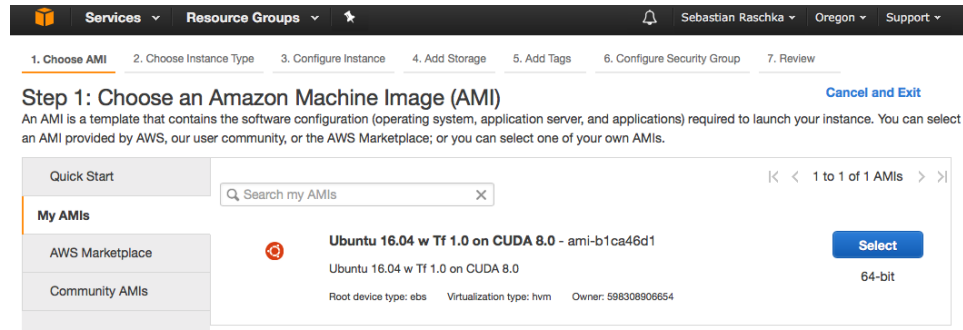 Services Resource Groups Sebastian Raschka Oregon Support
1. Choose AMI 2. Choose Instance Type 3. Configure Instance 4. Add Storage 5. Add Tags 6. Configure Security Group 7. Review
Step 1: Choose an Amazon Machine Image (AMI)
Cancel and Exit
An AMI is a template that contains the software configuration (operating system, application server, and applications) required to launch your instance. You can select
an AMI provided by AWS, our user community, or the AWS Marketplace; or you can select one of your own AMIs.
Quick Start
My AMIs
AWS Marketplace
Community AMIs
Search my AMIs
1 to 1 of 1 AMIs
Ubuntu 16.04 w Tf 1.0 on CUDA 8.0 - ami-b1ca46d1
Ubuntu 16.04 w Tf 1.0 on CUDA 8.0
Root device type: ebs Virtualization type: hvm Owner: 598308906654
Select
64-bit